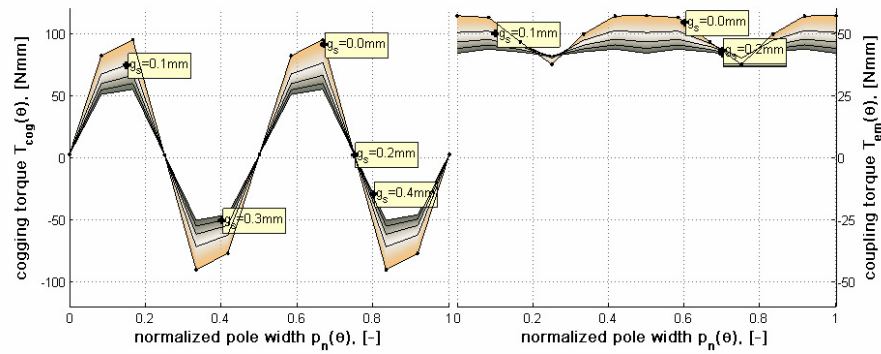 100
50
0
-50
-100
cogging torque T_cog(θ), [Nmm]
g_s=0.1mm
g_s=0.0mm
g_s=0.2mm
g_s=0.3mm
g_s=0.4mm
0 0.2 0.4 0.6 0.8 1
normalized pole width p_n(θ), [-]
g_s=0.1mm
g_s=0.0mm
g_s=0.2mm
0 0.2 0.4 0.6 0.8 1
normalized pole width p_n(θ), [-]
50
25
0
-25
-50
coupling torque T_em(θ), [Nmm]